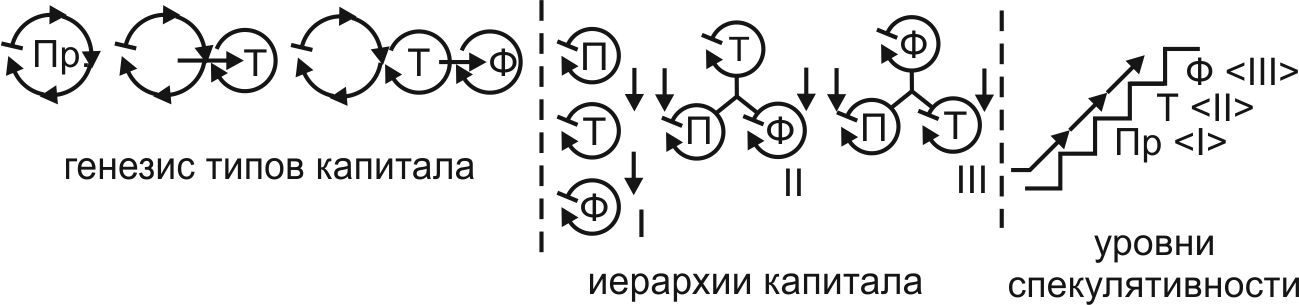 Пр. Т Т Ф
генезис типов капитала
П Т Ф I
Т П Ф II
Ф П Т III
иерархии капитала
Ф <III>
Т <II>
Пр <I>
уровни
спекулятивности